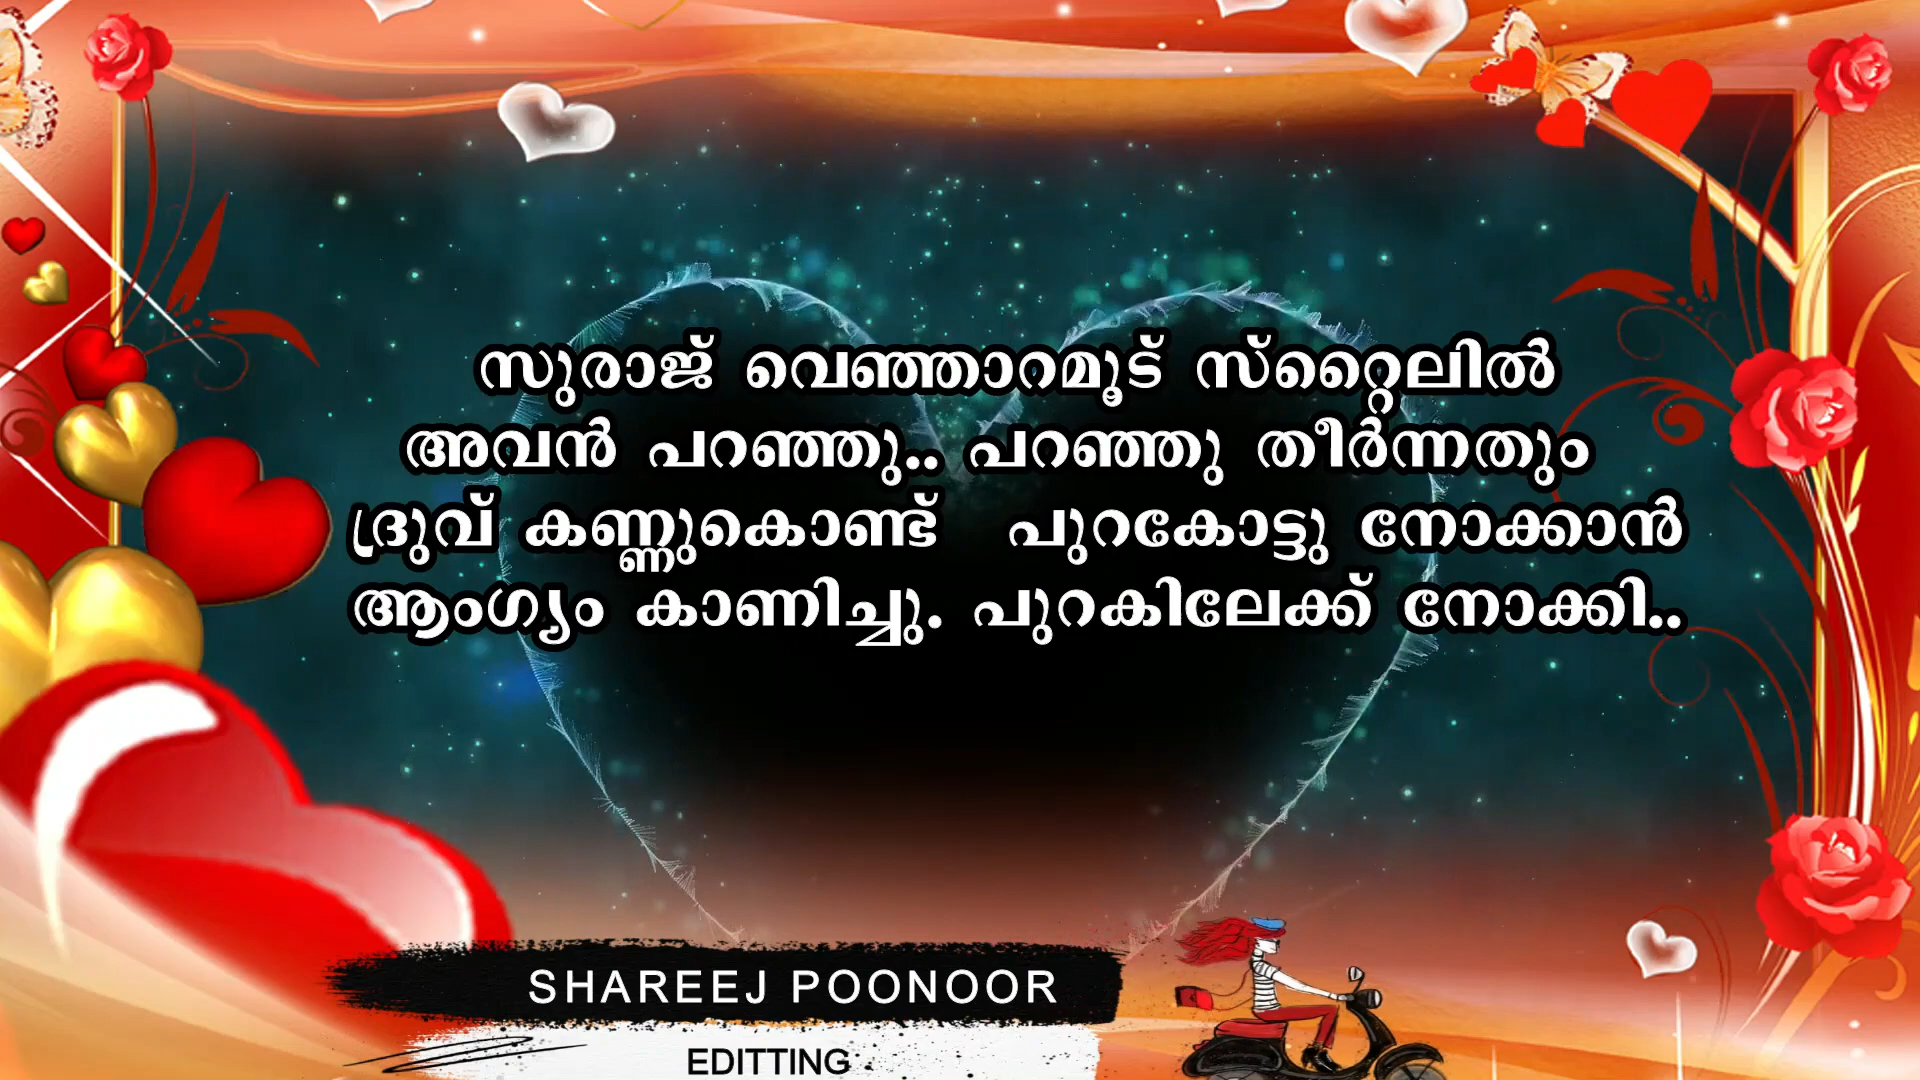 സുരാജ് വെഞ്ഞാറമൂട് സ്റ്റൈലിൽ
അവൻ പറഞ്ഞു.. പറഞ്ഞു തീർന്നതും
ദ്രുവ് കണ്ണുകൊണ്ട് പുറകോട്ടു നോക്കാൻ
ആംഗ്യം കാണിച്ചു. പുറകിലേക്ക് നോക്കി..
SHAREEJ POONOOR
EDITTING